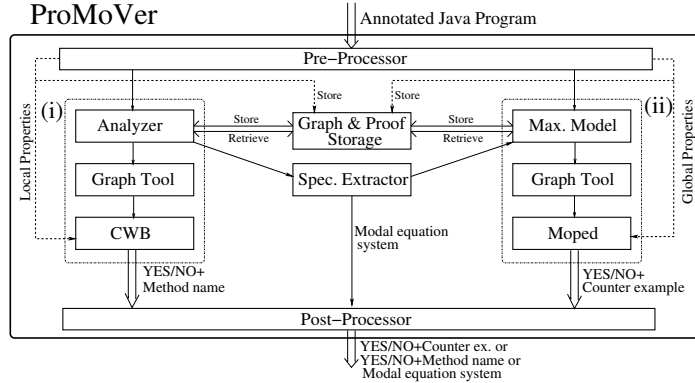 ProMoVer
Annotated Java Program
Pre−Processor
(i)
(ii)
Local Properties
Global Properties
Store
Store
Analyzer
Store
Retrieve
Graph & Proof
Storage
Store
Retrieve
Max. Model
Graph Tool
Spec. Extractor
Graph Tool
CWB
Modal equation
system
Moped
YES/NO+
Method name
YES/NO+
Counter example
Post−Processor
YES/NO+Counter ex. or
YES/NO+Method name or
Modal equation system